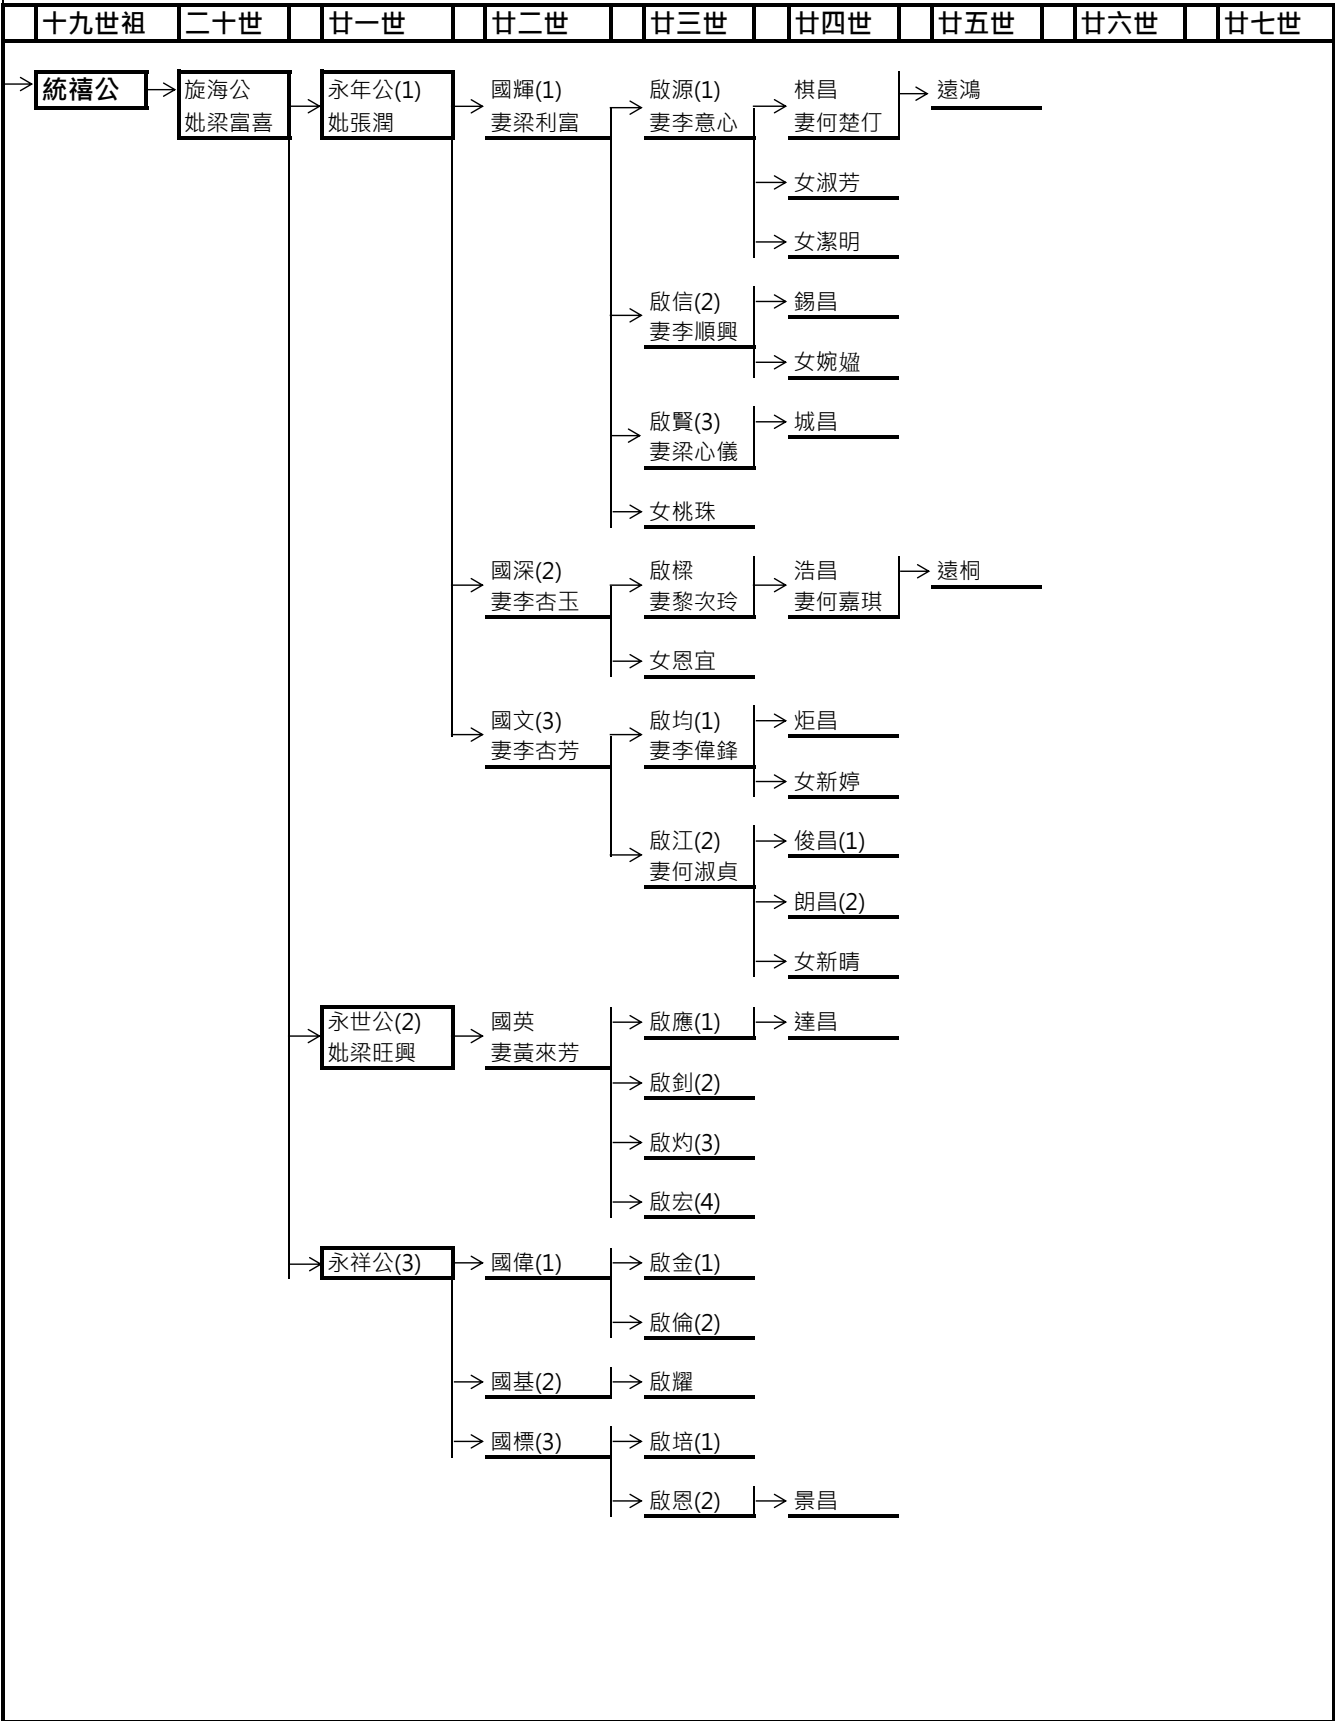 十九世祖 二十世 廿一世 廿二世 廿三世 廿四世 廿五世 廿六世 廿七世
統禧公 旋海公 永年公(1) 國輝(1) 啟源(1) 棋昌 遠鴻
妣梁富喜 妣張潤 妻梁利富 妻李意心 妻何楚仃
女淑芳
女潔明
啟信(2) 錫昌
妻李順興
女婉媼
啟賢(3) 城昌
妻梁心儀
女桃珠
國深(2) 啟樑 浩昌 遠桐
妻李杏玉 妻黎次玲 妻何嘉琪
女恩宜
國文(3) 啟均(1) 炬昌
妻李杏芳 妻李偉鋒
女新婷
啟江(2) 俊昌(1)
妻何淑貞
朗昌(2)
女新晴
永世公(2) 國英 啟應(1) 達昌
妣梁旺興 妻黃來芳
啟釗(2)
啟灼(3)
啟宏(4)
永祥公(3) 國偉(1) 啟金(1)
啟倫(2)
國基(2) 啟耀
國標(3) 啟培(1)
啟恩(2) 景昌